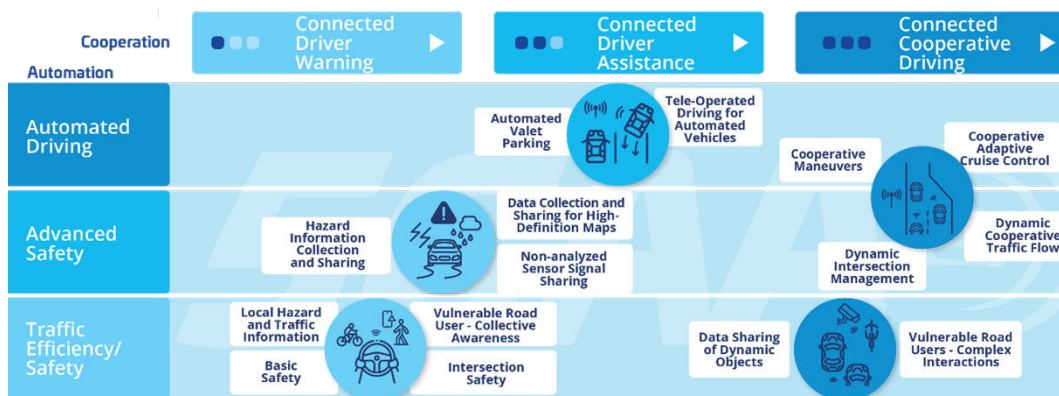 Cooperation
Automation
Connected
Driver
Warning
Connected
Driver
Assistance
Connected
Cooperative
Driving
Automated
Driving
Automated
Valet
Parking
Tele-Operated
Driving for
Automated
Vehicles
Cooperative
Maneuvers
Cooperative
Adaptive
Cruise Control
Advanced
Safety
Hazard
Information
Collection
and Sharing
Data Collection and
Sharing for High-
Definition Maps
Non-analyzed
Sensor Signal
Sharing
Dynamic
Intersection
Management
Dynamic
Cooperative
Traffic Flow
Traffic
Efficiency/
Safety
Local Hazard
and Traffic
Information
Basic
Safety
Vulnerable Road
User - Collective
Awareness
Intersection
Safety
Data Sharing
of Dynamic
Objects
Vulnerable Road
Users - Complex
Interactions
5GAA